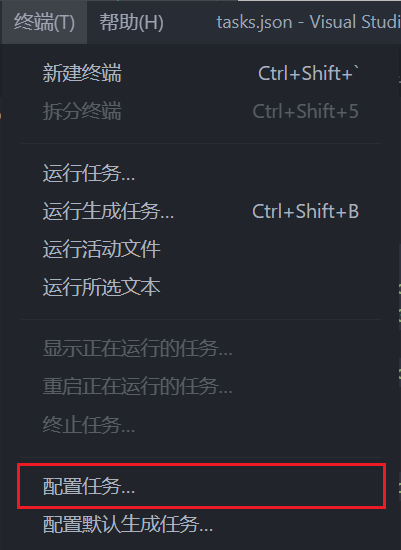 终端(T) 帮助(H) tasks.json - Visual Studi
新建终端 Ctrl+Shift+`
拆分终端 Ctrl+Shift+5
运行任务...
运行生成任务... Ctrl+Shift+B
运行活动文件
运行所选文本
显示正在运行的任务...
重启正在运行的任务...
终止任务...
配置任务...
配置默认生成任务...